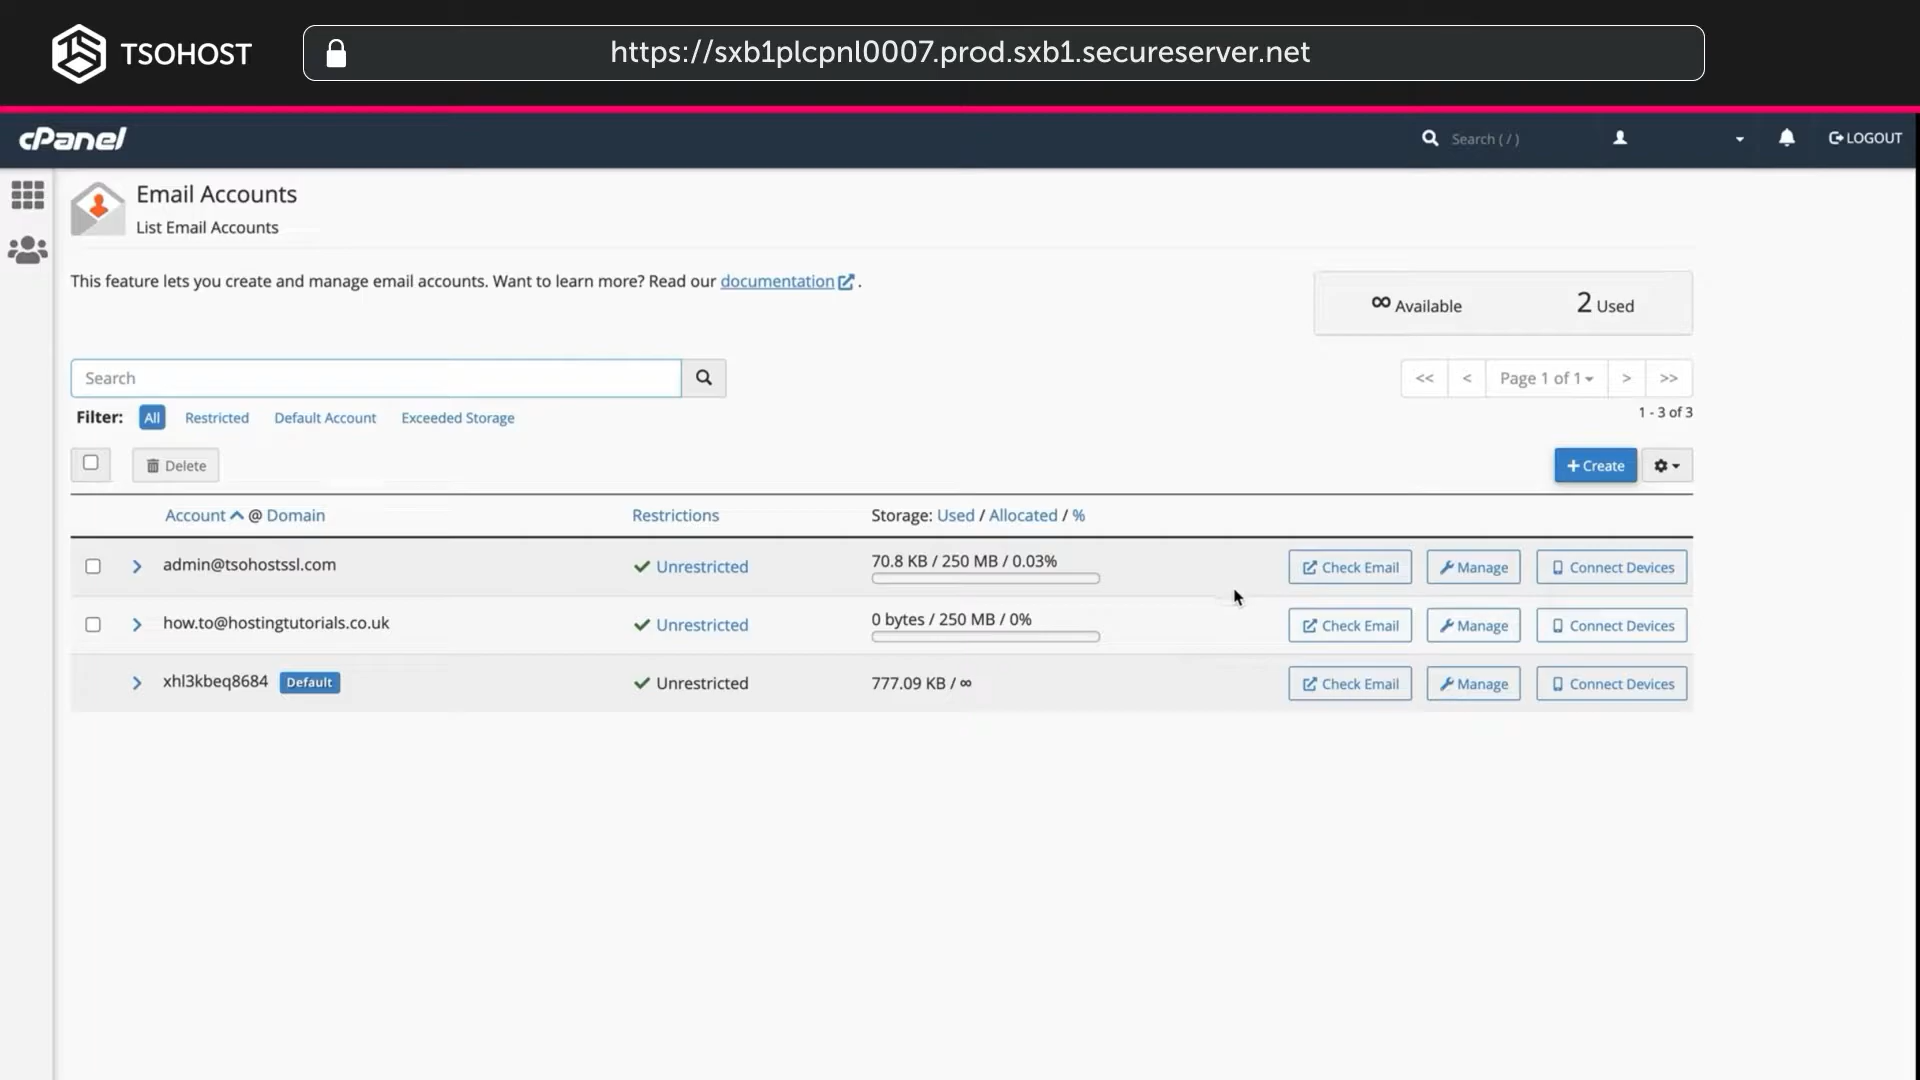 TSOHOST
https://sxb1plcpnl0007.prod.sxb1.secureserver.net
cPanel
Search ( / )
LOGOUT
Email Accounts
List Email Accounts
This feature lets you create and manage email accounts. Want to learn more? Read our documentation .
∞ Available 2 Used
Search
<< < Page 1 of 1 > >>
Filter: All Restricted Default Account Exceeded Storage
1 - 3 of 3
Delete
+ Create
Account @ Domain Restrictions Storage: Used / Allocated / %
admin@tsohostssl.com Unrestricted 70.8 KB / 250 MB / 0.03% Check Email Manage Connect Devices
how.to@hostingtutorials.co.uk Unrestricted 0 bytes / 250 MB / 0% Check Email Manage Connect Devices
xhl3kbeq8684 Default Unrestricted 777.09 KB / ∞ Check Email Manage Connect Devices